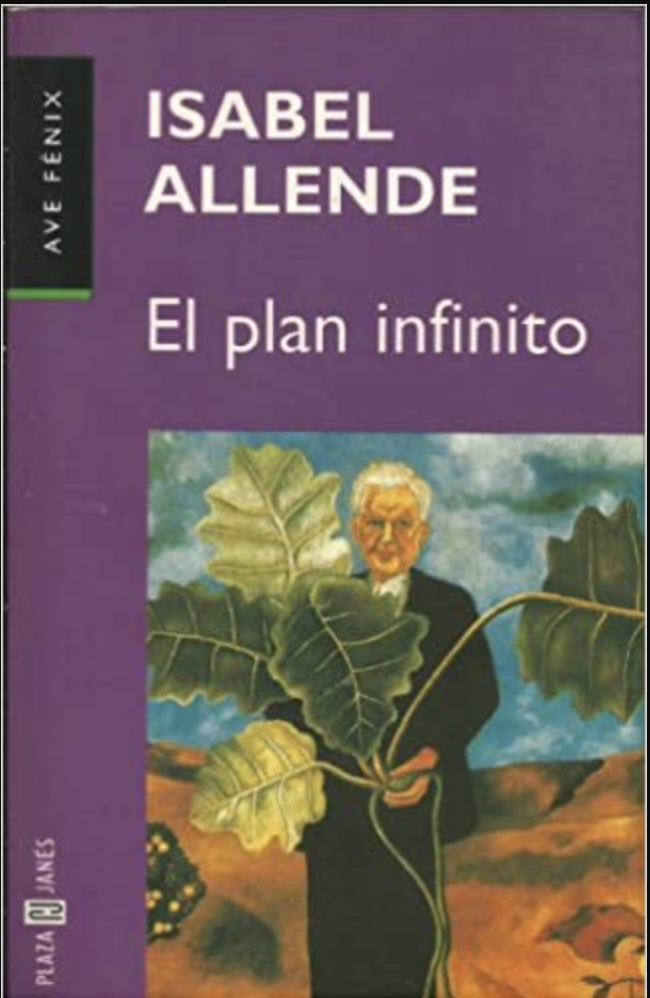 AVE FÉNIX
ISABEL
ALLENDE
El plan infinito
PLAZA & JANÉS